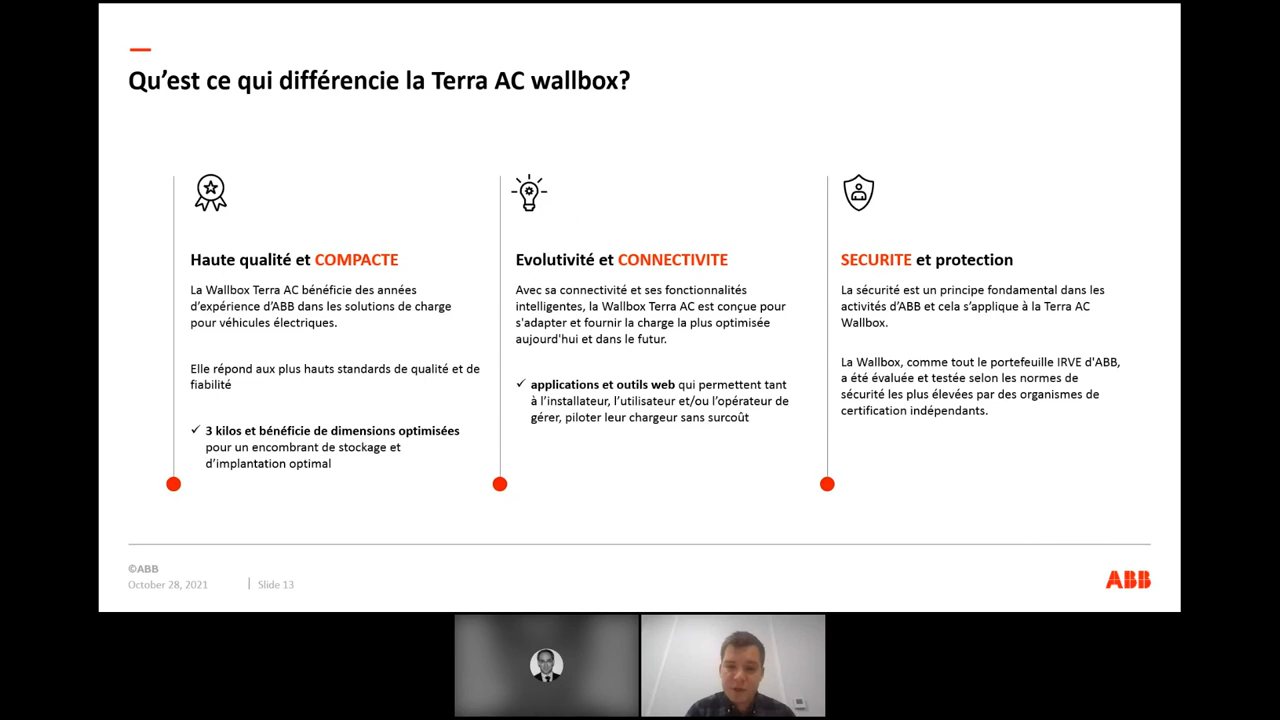 Qu’est ce qui différencie la Terra AC wallbox?
Haute qualité et COMPACTE
La Wallbox Terra AC bénéficie des années
d’expérience d’ABB dans les solutions de charge
pour véhicules électriques.
Elle répond aux plus hauts standards de qualité et de
fiabilité
✓ 3 kilos et bénéficie de dimensions optimisées
pour un encombrant de stockage et
d’implantation optimal
Evolutivité et CONNECTIVITE
Avec sa connectivité et ses fonctionnalités
intelligentes, la Wallbox Terra AC est conçue pour
s'adapter et fournir la charge la plus optimisée
aujourd'hui et dans le futur.
✓ applications et outils web qui permettent tant
à l’installateur, l’utilisateur et/ou l’opérateur de
gérer, piloter leur chargeur sans surcoût
SECURITE et protection
La sécurité est un principe fondamental dans les
activités d’ABB et cela s’applique à la Terra AC
Wallbox.
La Wallbox, comme tout le portefeuille IRVE d'ABB,
a été évaluée et testée selon les normes de
sécurité les plus élevées par des organismes de
certification indépendants.
©ABB
October 28, 2021 | Slide 13
ABB